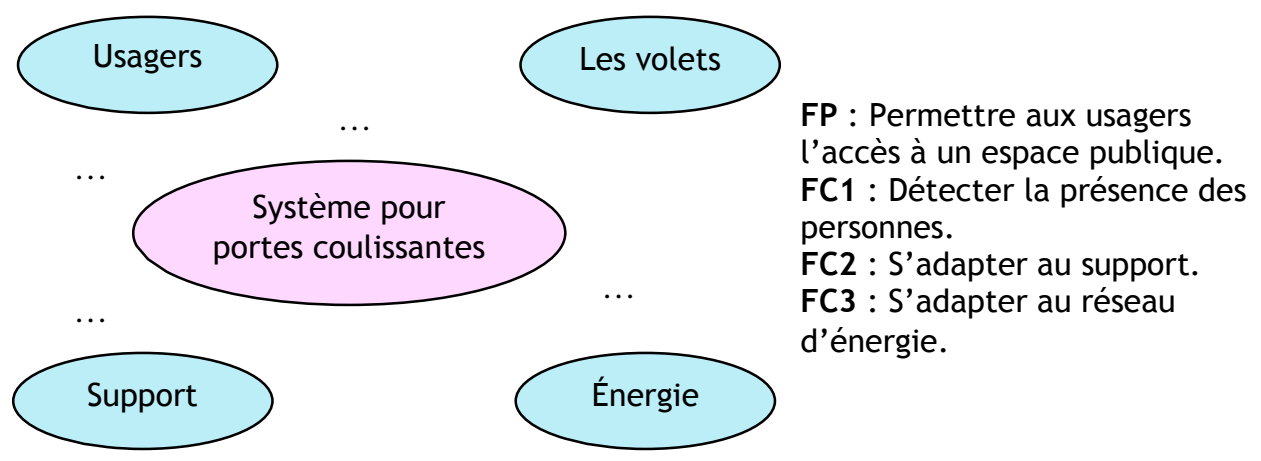 Usagers
Les volets
…
…
Système pour
portes coulissantes
…
…
Support
Énergie
FP : Permettre aux usagers
l’accès à un espace publique.
FC1 : Détecter la présence des
personnes.
FC2 : S’adapter au support.
FC3 : S’adapter au réseau
d’énergie.